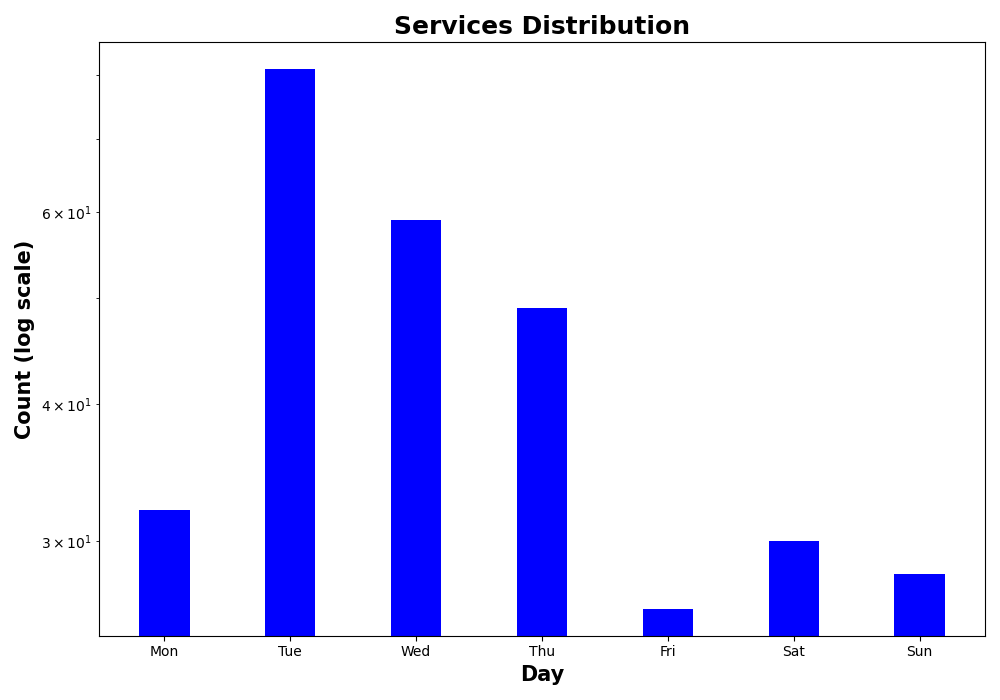 Services Distribution
Count (log scale)
6 × 10¹
4 × 10¹
3 × 10¹
Mon Tue Wed Thu Fri Sat Sun
Day